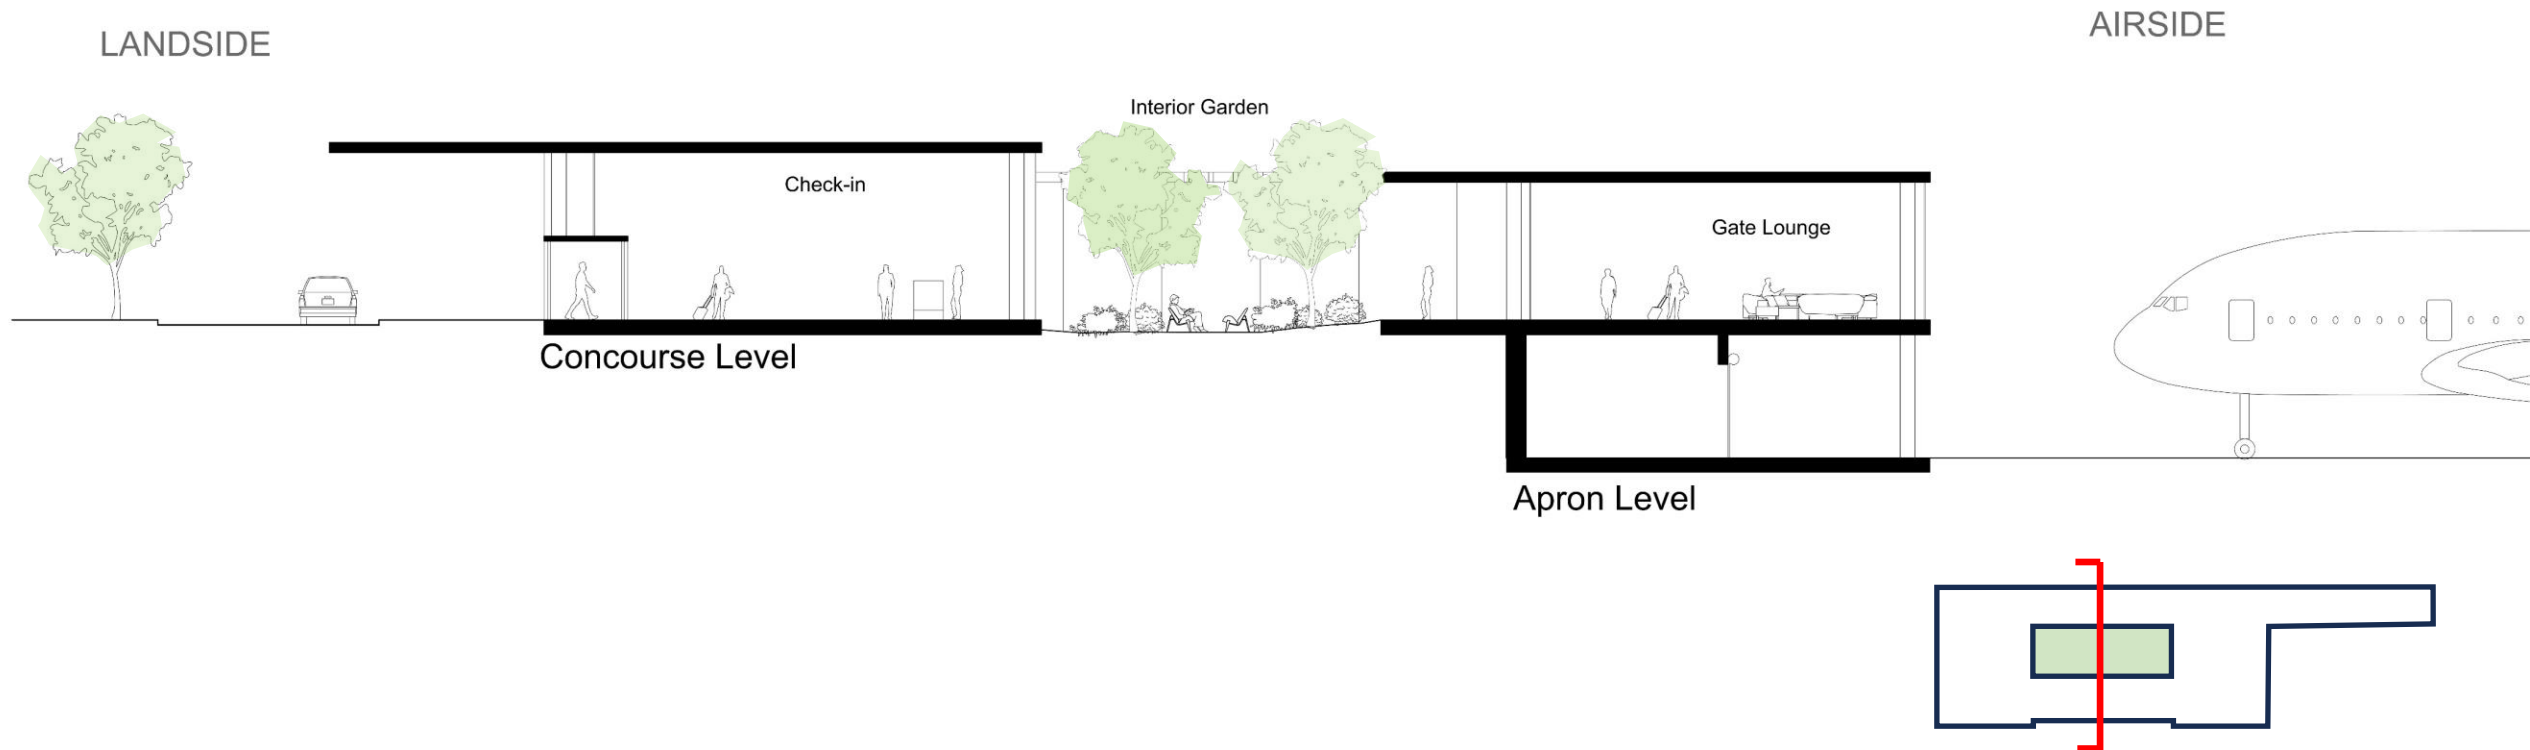 LANDSIDE
AIRSIDE
Interior Garden
Check-in
Gate Lounge
Concourse Level
Apron Level